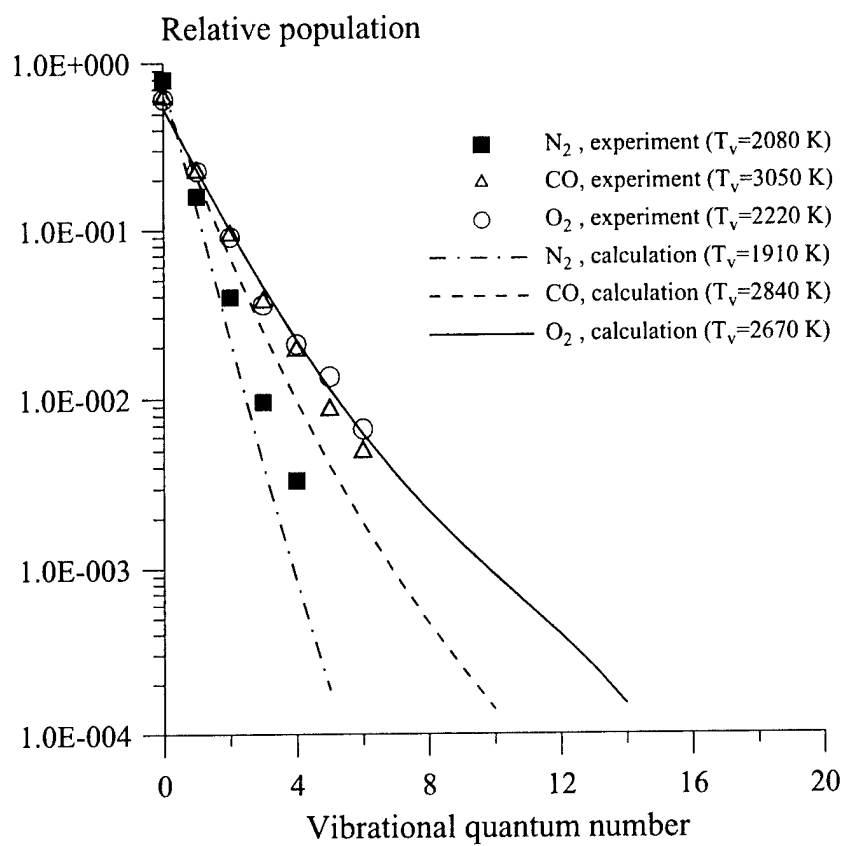 Relative population
1.0E+000
1.0E-001
1.0E-002
1.0E-003
1.0E-004
N2 , experiment (Tv=2080 K)
CO, experiment (Tv=3050 K)
O2 , experiment (Tv=2220 K)
N2 , calculation (Tv=1910 K)
CO, calculation (Tv=2840 K)
O2 , calculation (Tv=2670 K)
0 4 8 12 16 20
Vibrational quantum number